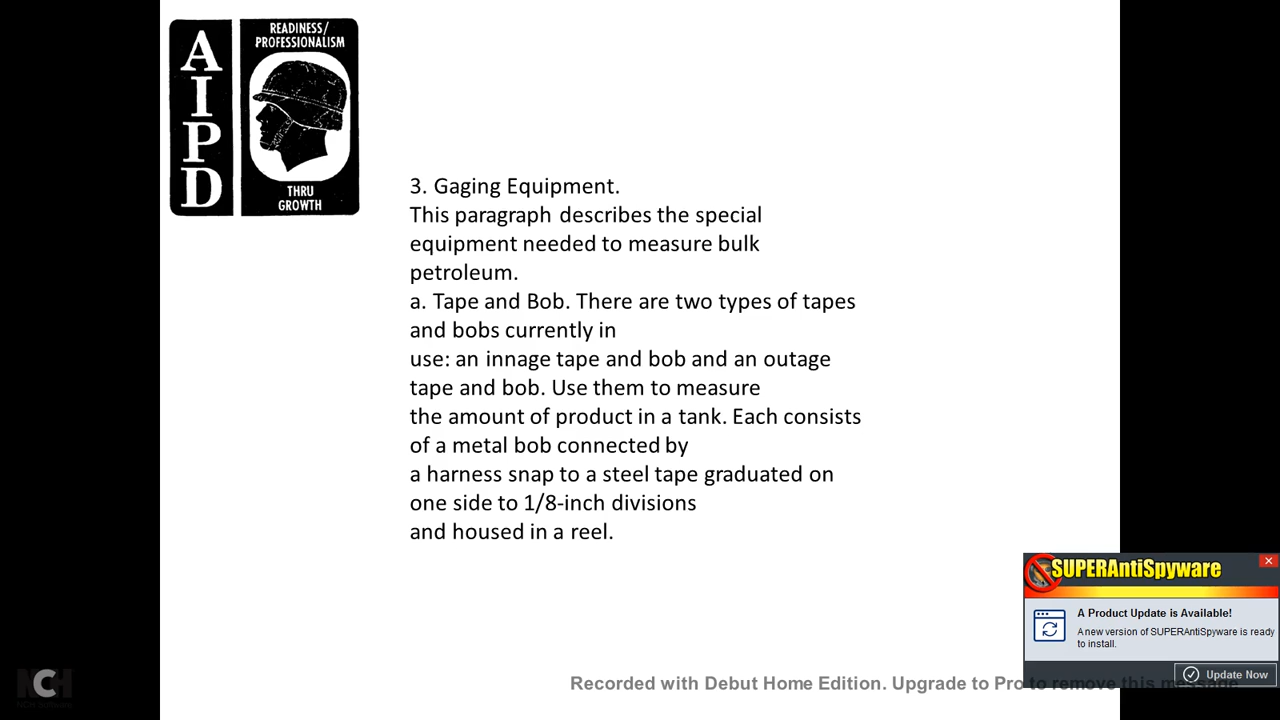 A
I
P
D
READINESS/
PROFESSIONALISM
THRU
GROWTH
3. Gaging Equipment.
This paragraph describes the special
equipment needed to measure bulk
petroleum.
a. Tape and Bob. There are two types of tapes
and bobs currently in
use: an innage tape and bob and an outage
tape and bob. Use them to measure
the amount of product in a tank. Each consists
of a metal bob connected by
a harness snap to a steel tape graduated on
one side to 1/8-inch divisions
and housed in a reel.
SUPERAntiSpyware
A Product Update is Available!
A new version of SUPERAntiSpyware is ready
to install.
Update Now
NCH
NCH Software
Recorded with Debut Home Edition. Upgrade to Pro to remove this message